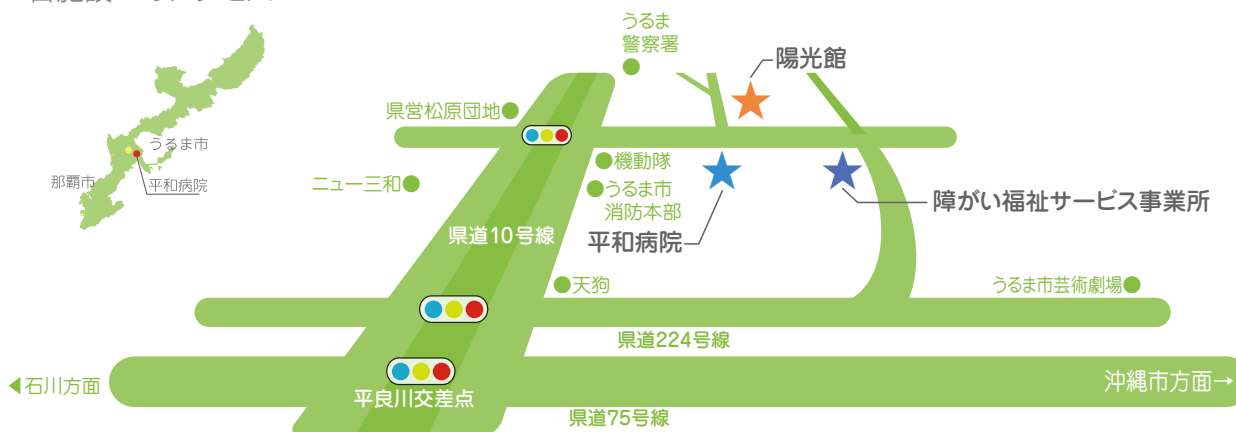 うるま
警察署
陽光館
県営松原団地
うるま市
機動隊
那覇市
平和病院
ニュー三和
うるま市
消防本部
障がい福祉サービス事業所
県道10号線
平和病院
天狗
うるま市芸術劇場
県道224号線
石川方面
沖縄市方面→
平良川交差点
県道75号線